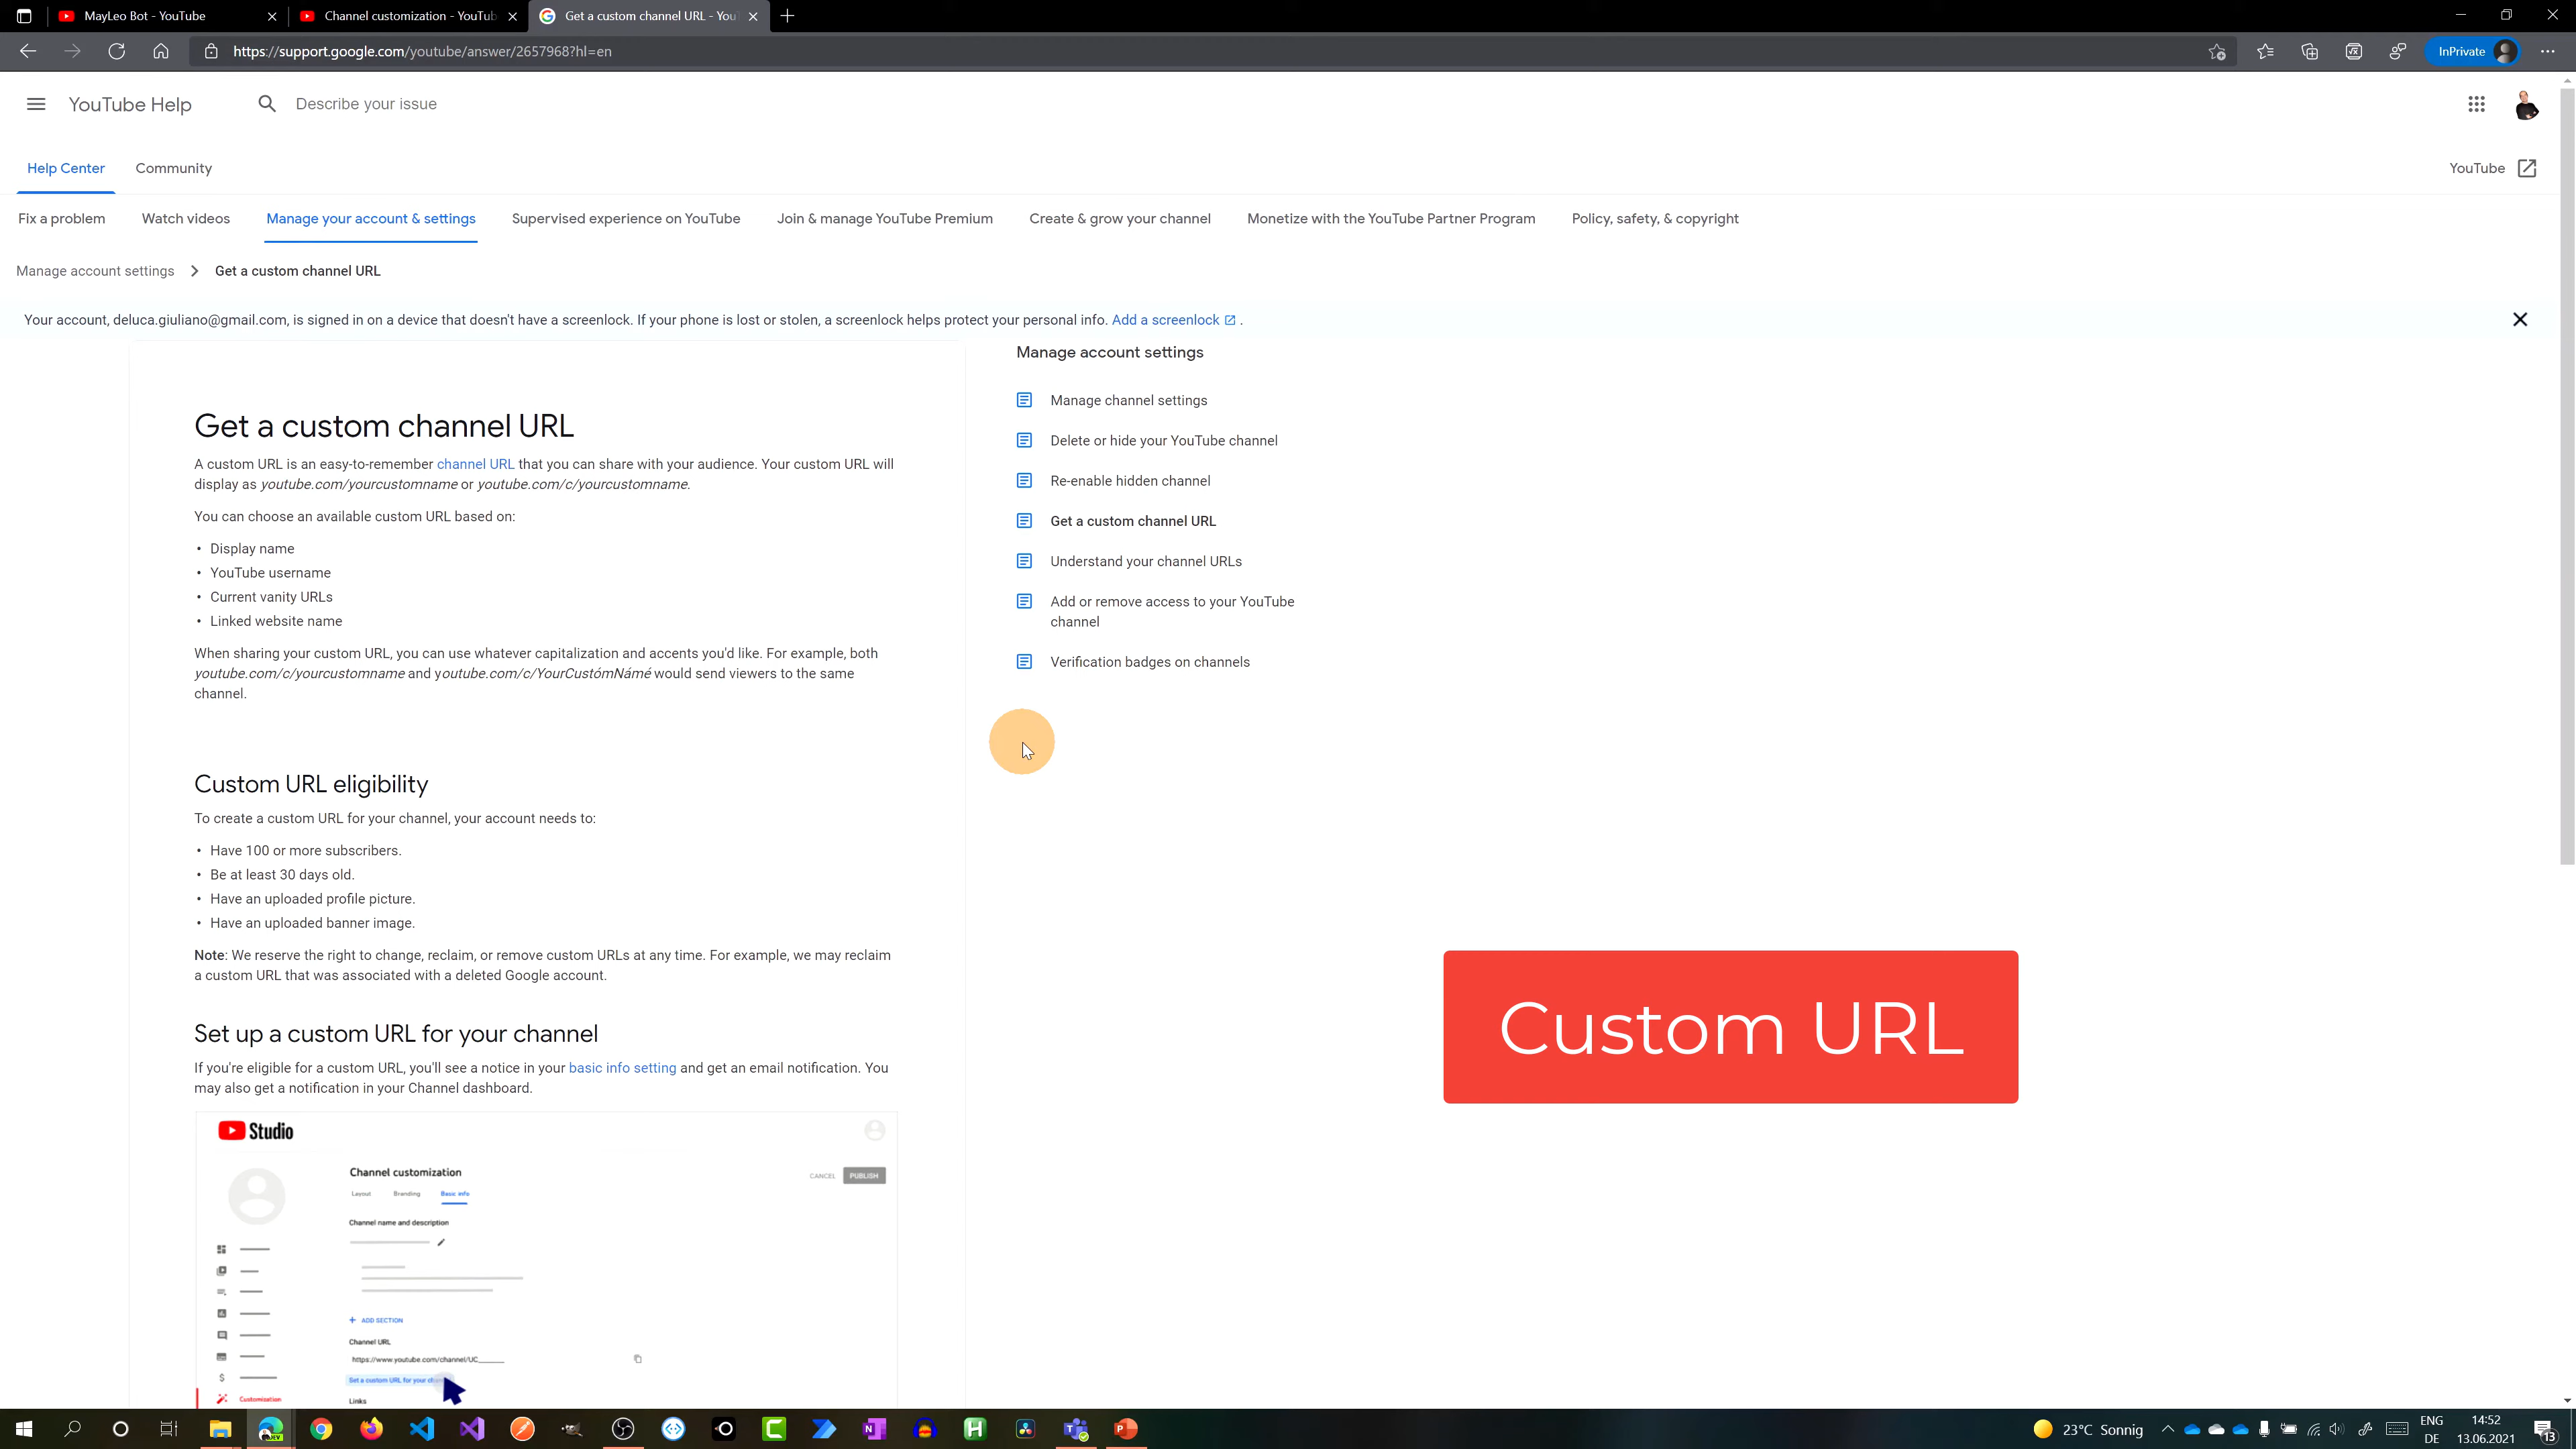 MayLeo Bot - YouTube
Channel customization - YouTub
Get a custom channel URL - You
https://support.google.com/youtube/answer/2657968?hl=en
InPrivate
YouTube Help
Describe your issue
Help Center
Community
YouTube
Fix a problem
Watch videos
Manage your account & settings
Supervised experience on YouTube
Join & manage YouTube Premium
Create & grow your channel
Monetize with the YouTube Partner Program
Policy, safety, & copyright
Manage account settings
Get a custom channel URL
Your account, deluca.giuliano@gmail.com, is signed in on a device that doesn't have a screenlock. If your phone is lost or stolen, a screenlock helps protect your personal info. Add a screenlock .
Get a custom channel URL
A custom URL is an easy-to-remember channel URL that you can share with your audience. Your custom URL will
display as youtube.com/yourcustomname or youtube.com/c/yourcustomname.
You can choose an available custom URL based on:
• Display name
• YouTube username
• Current vanity URLs
• Linked website name
When sharing your custom URL, you can use whatever capitalization and accents you'd like. For example, both
youtube.com/c/yourcustomname and youtube.com/c/YourCustómNámé would send viewers to the same
channel.
Custom URL eligibility
To create a custom URL for your channel, your account needs to:
• Have 100 or more subscribers.
• Be at least 30 days old.
• Have an uploaded profile picture.
• Have an uploaded banner image.
Note: We reserve the right to change, reclaim, or remove custom URLs at any time. For example, we may reclaim
a custom URL that was associated with a deleted Google account.
Set up a custom URL for your channel
If you're eligible for a custom URL, you'll see a notice in your basic info setting and get an email notification. You
may also get a notification in your Channel dashboard.
Studio
Channel customization
CANCEL
PUBLISH
Layout
Branding
Basic info
Channel name and description
+ ADD SECTION
Channel URL
https://www.youtube.com/channel/UC______
Set a custom URL for your
Links
Customization
Manage account settings
Manage channel settings
Delete or hide your YouTube channel
Re-enable hidden channel
Get a custom channel URL
Understand your channel URLs
Add or remove access to your YouTube
channel
Verification badges on channels
Custom URL
23°C Sonnig
ENG
DE
14:52
13.06.2021
13